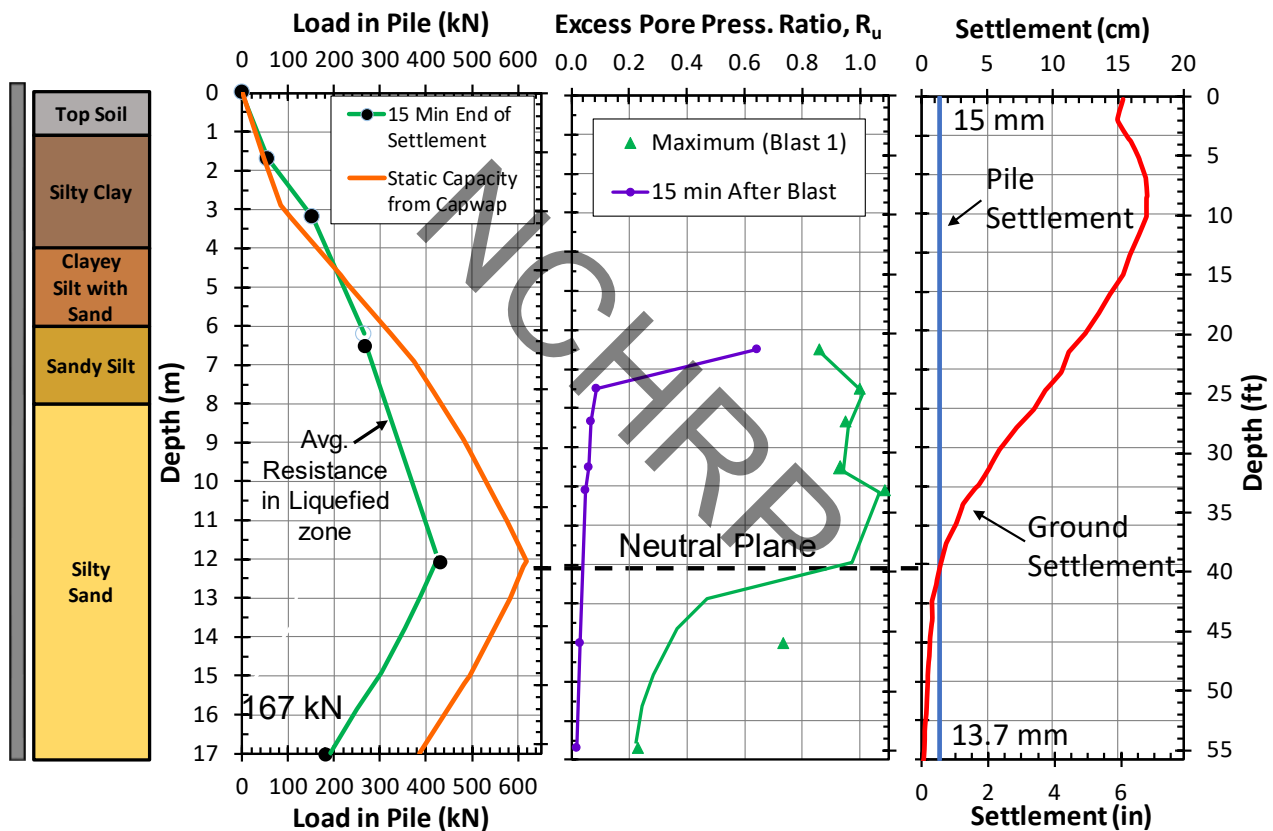 Load in Pile (kN)
0 100 200 300 400 500 600
Excess Pore Press. Ratio, Ru
0.0 0.2 0.4 0.6 0.8 1.0
Settlement (cm)
0 5 10 15 20
Top Soil
Silty Clay
Clayey
Silt with
Sand
Sandy Silt
Silty
Sand
Depth (m)
0
1
2
3
4
5
6
7
8
9
10
11
12
13
14
15
16
17
15 Min End of
Settlement
Static Capacity
from Capwap
Avg.
Resistance
in Liquefied
zone
167 kN
0 100 200 300 400 500 600
Load in Pile (kN)
Maximum (Blast 1)
15 min After Blast
NCHRP
Neutral Plane
15 mm
Pile
Settlement
Ground
Settlement
13.7 mm
0
5
10
15
20
25
30
35
40
45
50
55
Depth (ft)
0 2 4 6
Settlement (in)